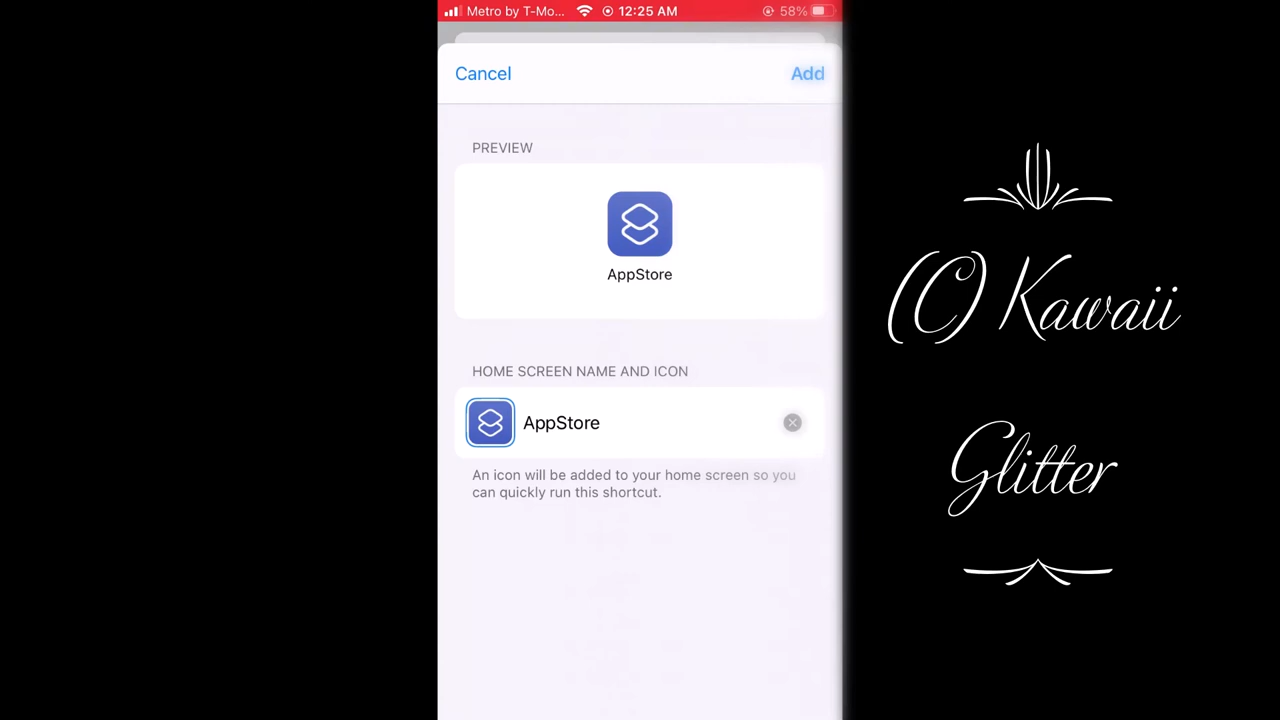 Metro by T-Mo... 12:25 AM 58%
Cancel Add
PREVIEW
AppStore
HOME SCREEN NAME AND ICON
AppStore
An icon will be added to your home screen so you
can quickly run this shortcut.
(C) Kawaii
Glitter